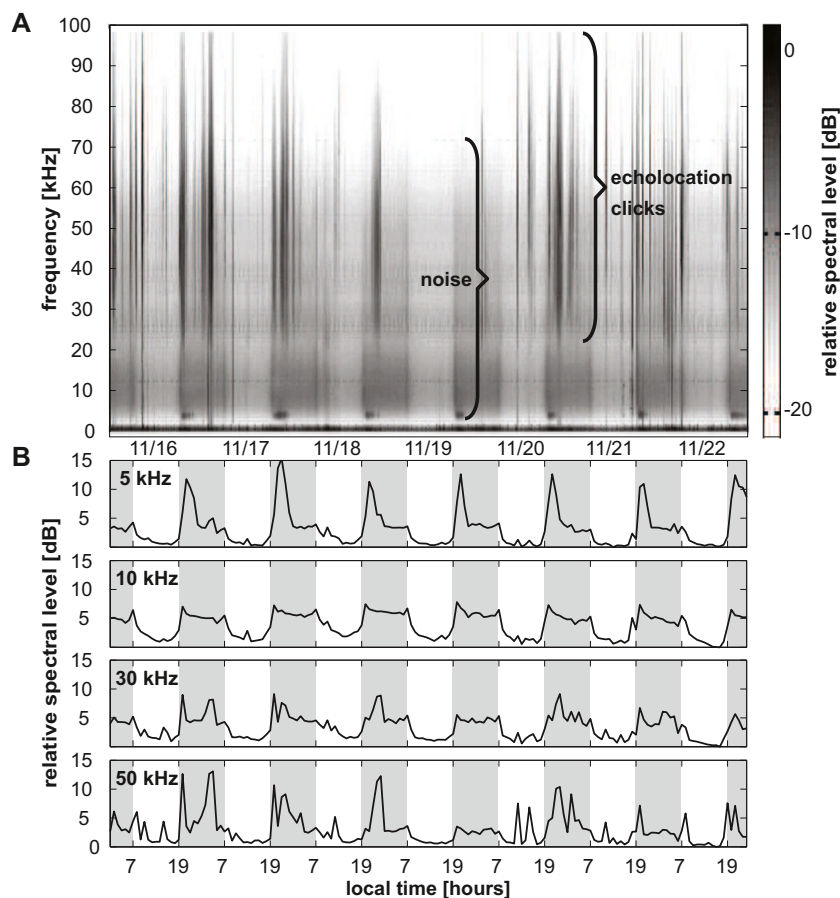 A
frequency [kHz]
100
90
80
70
60
50
40
30
20
10
0
noise
echolocation
clicks
0
-10
-20
relative spectral level [dB]
11/16 11/17 11/18 11/19 11/20 11/21 11/22
B
relative spectral level [dB]
15
10
5
5 kHz
15
10
5
10 kHz
15
10
5
30 kHz
15
10
5
0
50 kHz
7 19 7 19 7 19 7 19 7 19 7 19 7 19
local time [hours]